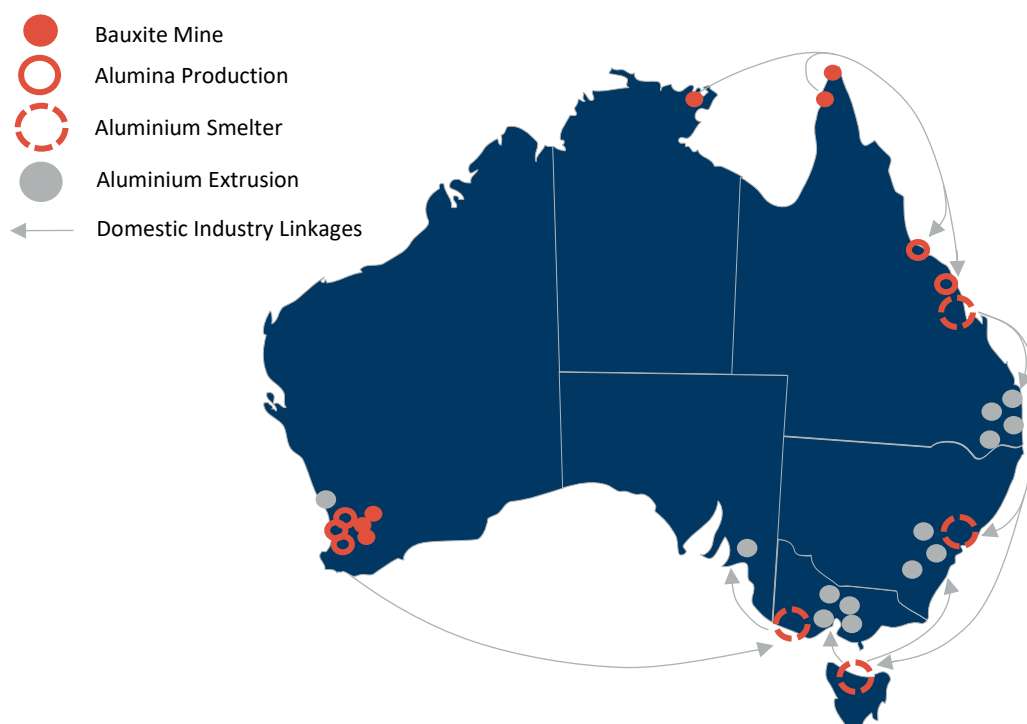 Bauxite Mine
Alumina Production
Aluminium Smelter
Aluminium Extrusion
Domestic Industry Linkages